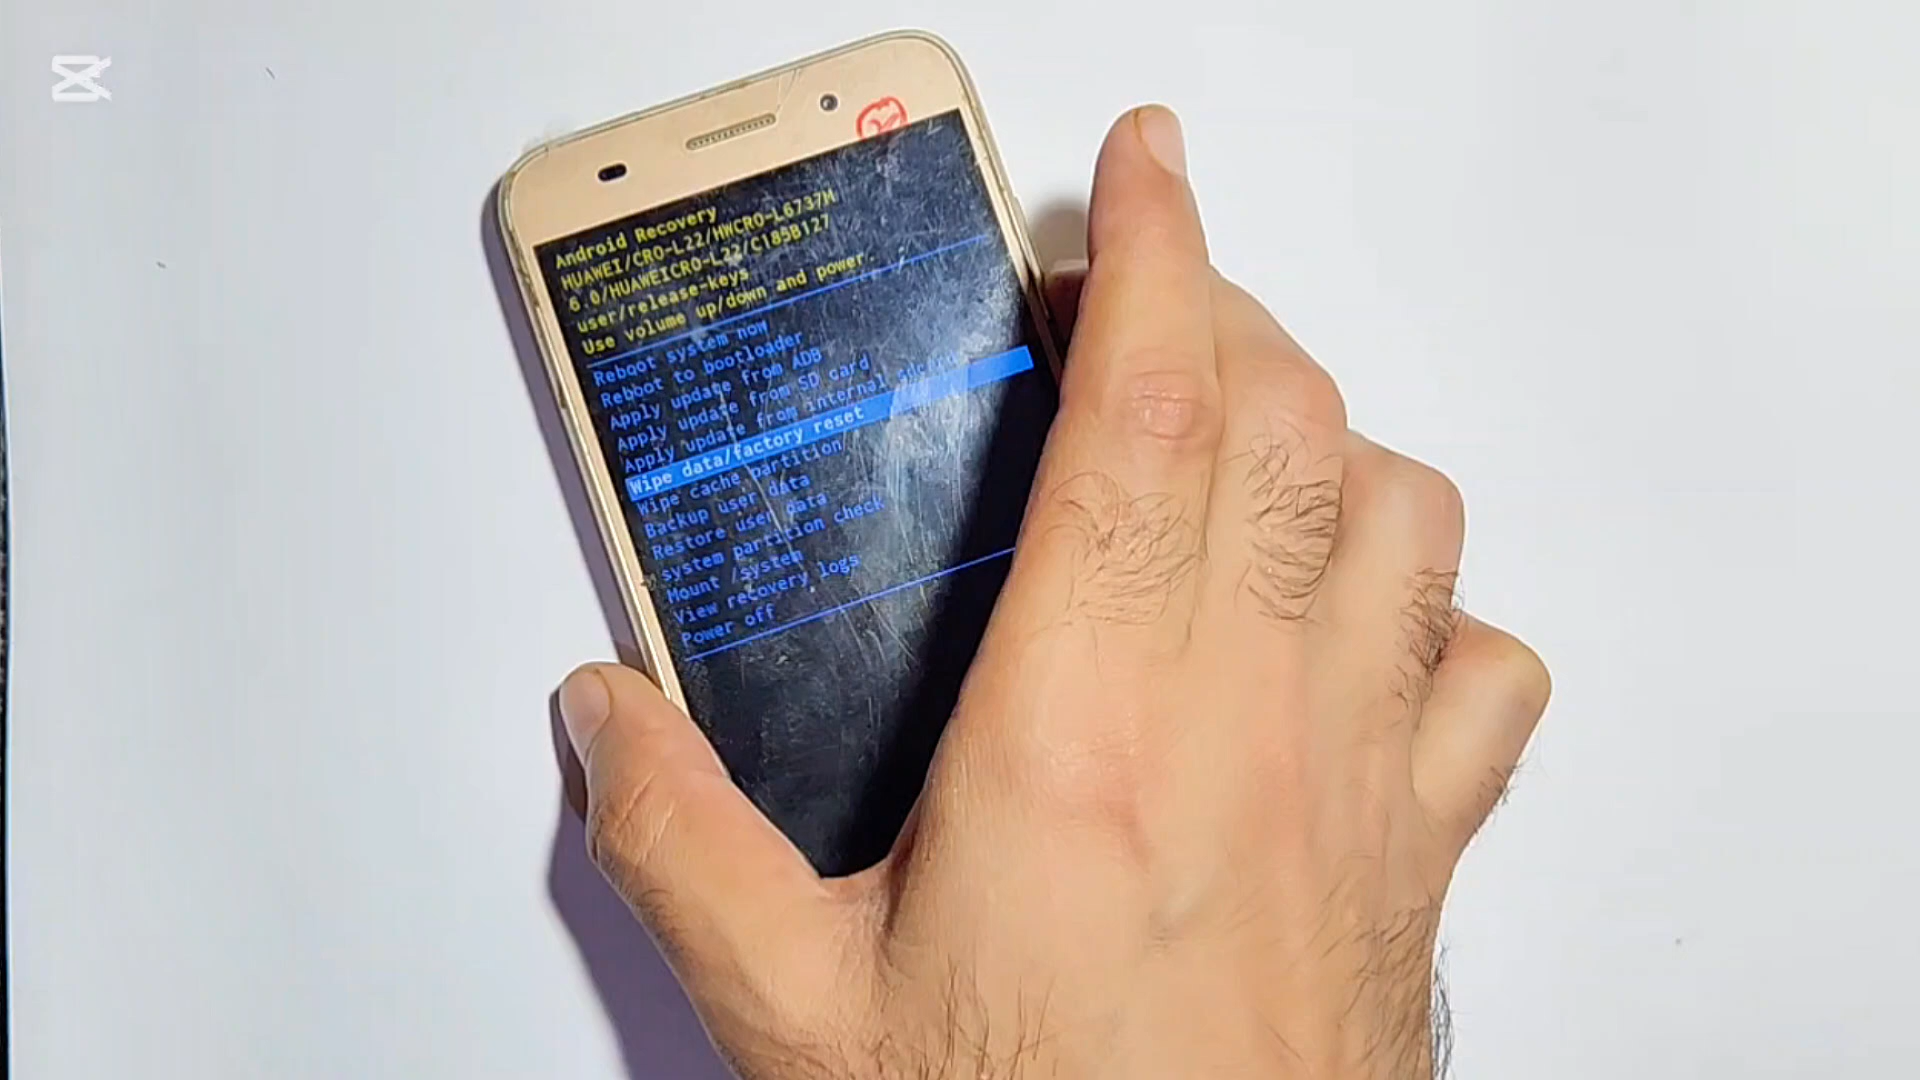 Android Recovery
HUAWEI/CRO-L22/HWCRO-L6737M
6.0/HUAWEICRO-L22/C185B127
user/release-keys
Use volume up/down and power.
Reboot system now
Reboot to bootloader
Apply update from ADB
Apply update from SD card
Apply update from internal
Wipe data/factory reset
Wipe cache partition
Backup user data
Restore user data
system partition check
Mount /system
View recovery logs
Power off